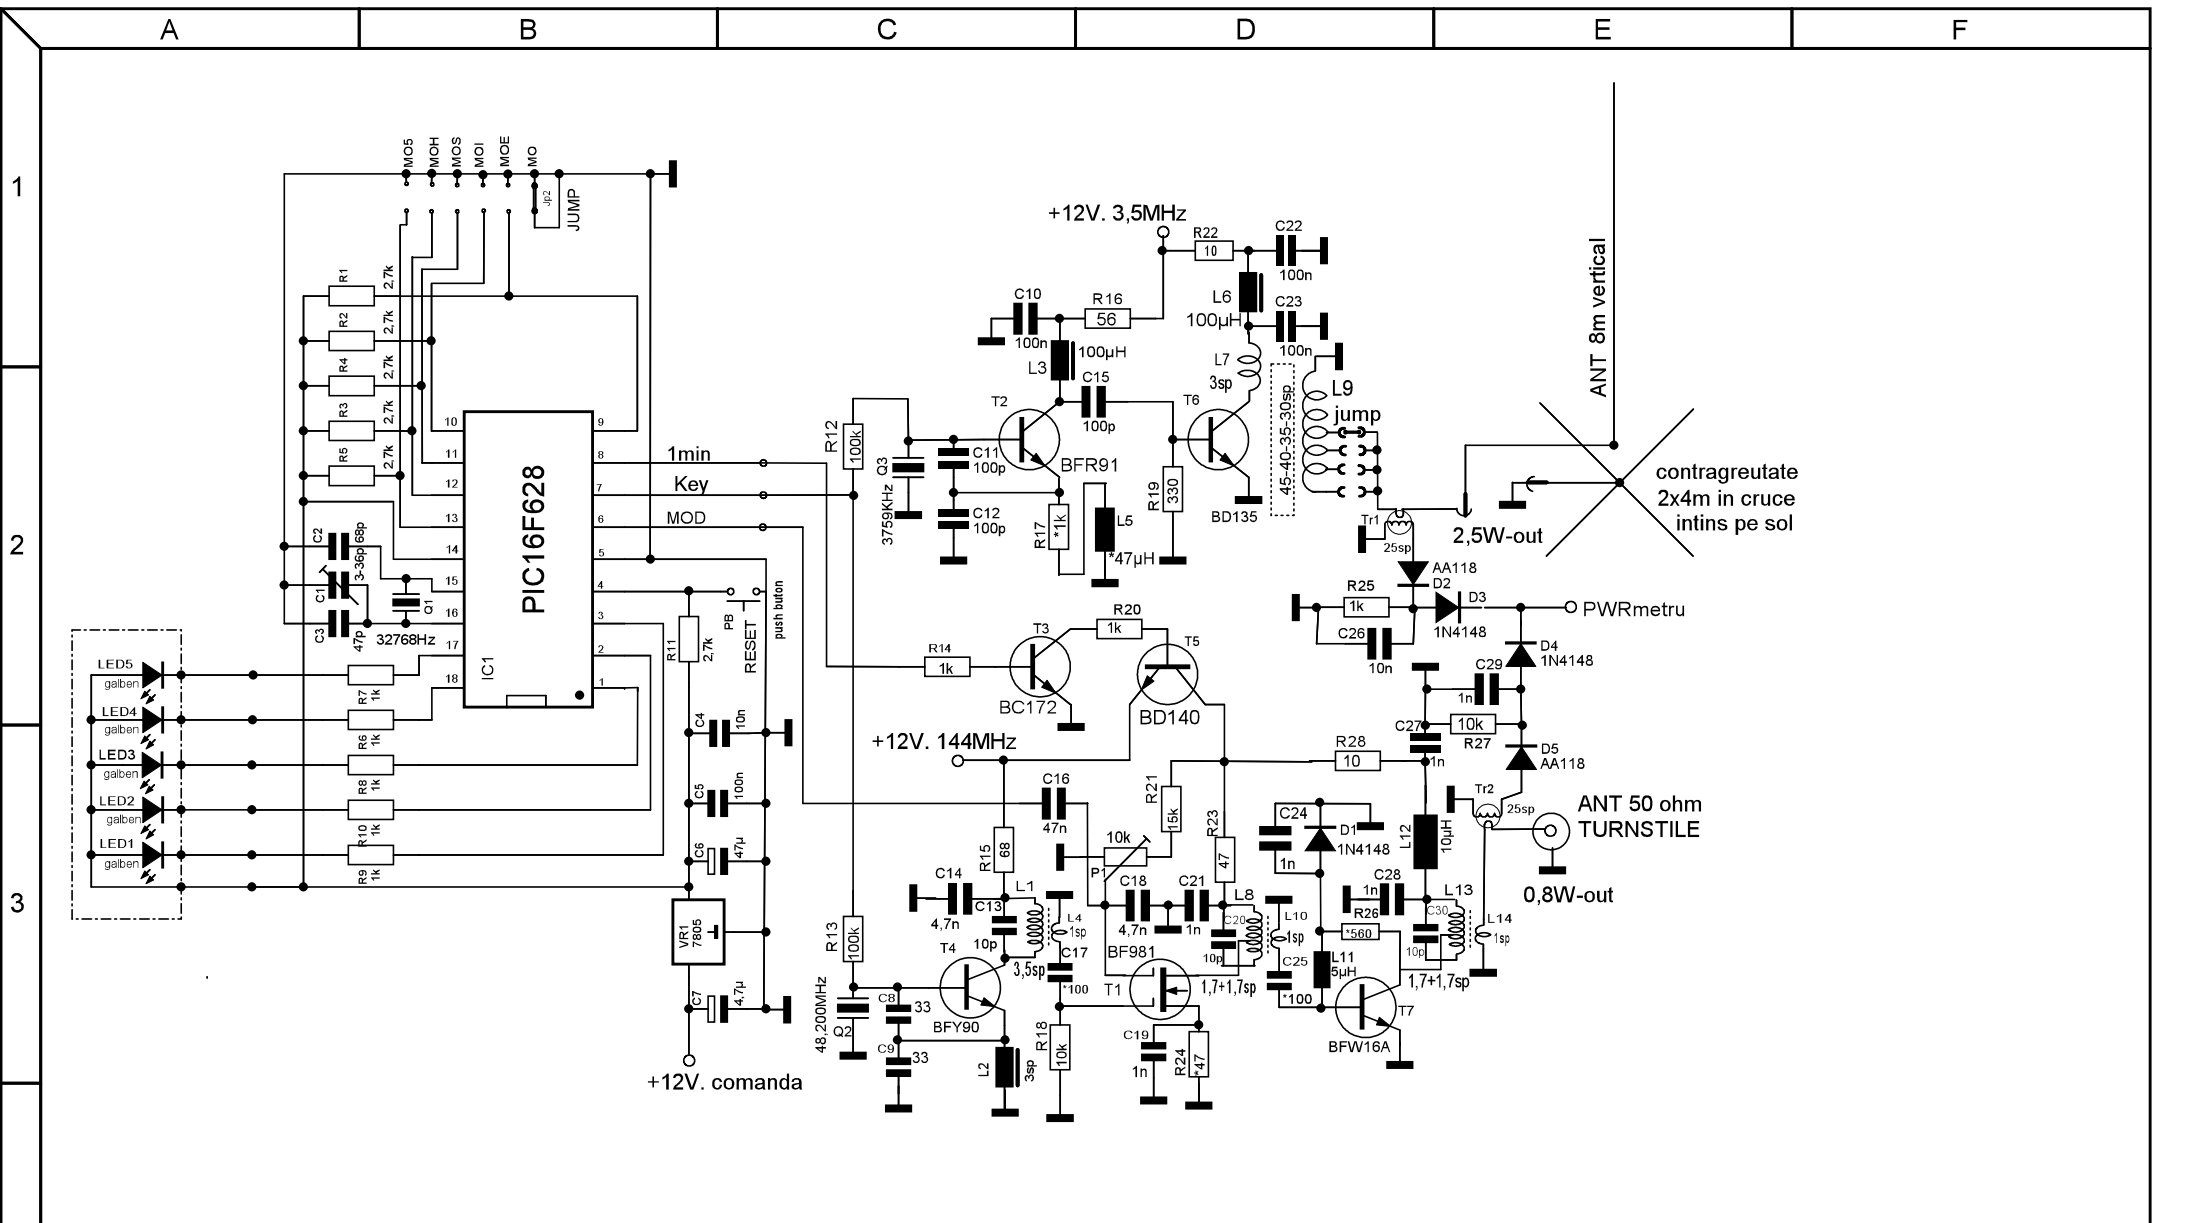 A
B
C
D
E
F
1
2
3
MO5
MOH
MOS
MOI
MOE
MO
Jp2
JUMP
R1
2,7k
R2
2,7k
R4
2,7k
R3
2,7k
R5
2,7k
C2
68p
3-36p
C1
C3
47p
Q1
32768Hz
10
11
12
13
14
15
16
17
18
9
8
7
6
5
4
3
2
1
PIC16F628
IC1
1min
Key
MOD
R11
2,7k
PB
RESET
push buton
LED5
galben
LED4
galben
LED3
galben
LED2
galben
LED1
galben
R7
1k
R6
1k
R8
1k
R10
1k
R9
1k
C4
10n
C5
100n
C6
47µ
VR1
7805
C7
4,7µ
+12V. comanda
+12V. 3,5MHz
R22
10
C22
100n
L6
100µH
C23
100n
C10
100n
R16
56
L3
100µH
C15
100p
L7
3sp
45-40-35-30sp
L9
jump
R12
100k
Q3
3759KHz
T2
BFR91
C11
100p
C12
100p
R17
*1k
L5
*47µH
R19
330
T6
BD135
Tr1
25sp
2,5W-out
ANT 8m vertical
contragreutate
2x4m in cruce
intins pe sol
AA118
D2
R25
1k
C26
10n
D3
1N4148
PWRmetru
D4
1N4148
C29
1n
R27
10k
C27
1n
D5
AA118
R14
1k
T3
BC172
R20
1k
T5
BD140
+12V. 144MHz
R28
10
C16
47n
R21
15k
R23
47
10k
P1
R15
68
C14
4,7n
C13
10p
L1
3,5sp
L4
1sp
C17
*100
R13
100k
48,200MHz
Q2
C8
33
C9
33
T4
BFY90
L2
3sp
R18
10k
C18
4,7n
C21
1n
BF981
T1
C19
1n
R24
*47
L8
C20
10p
1,7+1,7sp
L10
1sp
C25
*100
C24
1n
D1
1N4148
L12
10µH
C28
1n
R26
*560
L11
5µH
T7
BFW16A
L13
C30
10p
1,7+1,7sp
L14
1sp
Tr2
25sp
ANT 50 ohm
TURNSTILE
0,8W-out